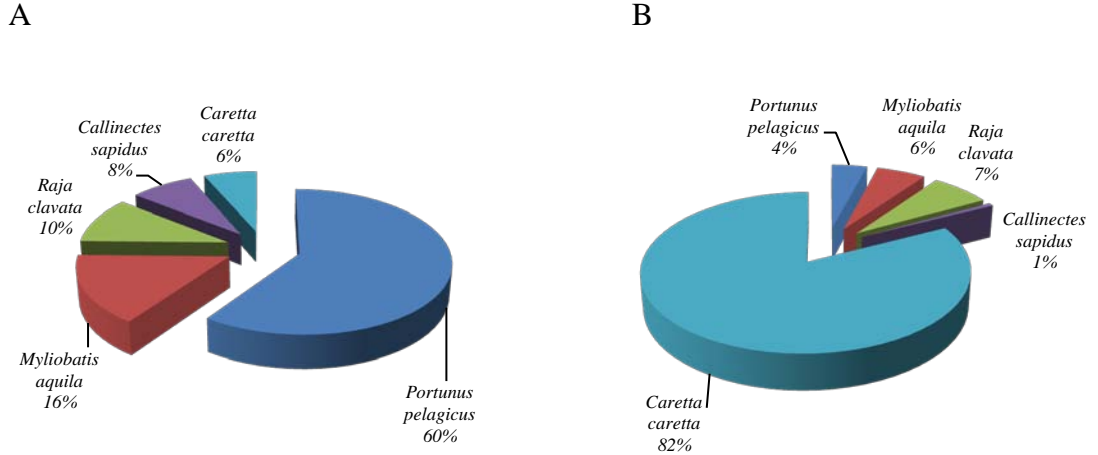 A
Caretta
caretta
6%
Callinectes
sapidus
8%
Raja
clavata
10%
Myliobatis
aquila
16%
Portunus
pelagicus
60%
B
Portunus
pelagicus
4%
Myliobatis
aquila
6%
Raja
clavata
7%
Callinectes
sapidus
1%
Caretta
caretta
82%